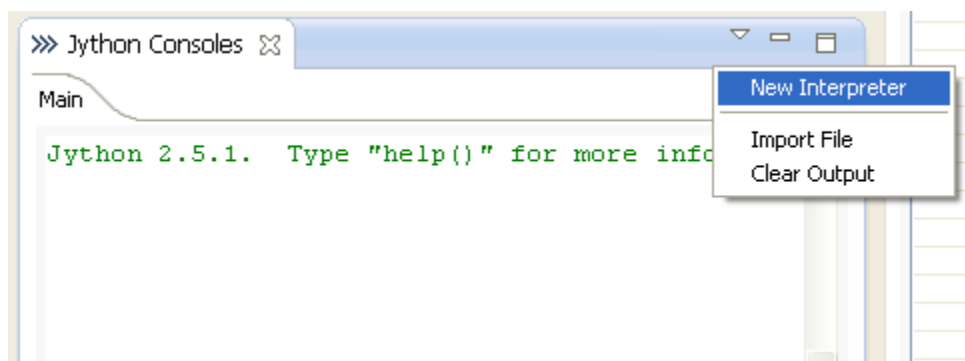 Jython Consoles
Main
New Interpreter
Import File
Clear Output
Jython 2.5.1.  Type "help()" for more info